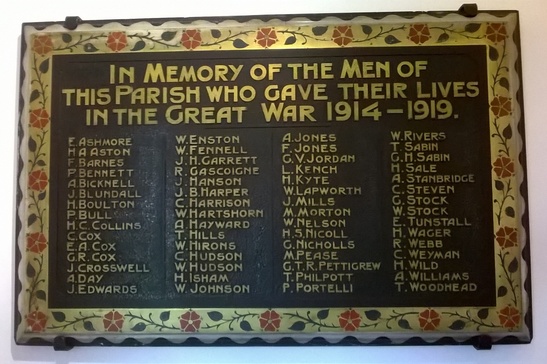 IN MEMORY OF THE MEN OF
THIS PARISH WHO GAVE THEIR LIVES
IN THE GREAT WAR 1914-1919.
E. ASHMORE
H. A. ASTON
F. BARNES
P. BENNETT
A. BICKNELL
J. BLUNDALL
H. BOULTON
P. BULL
H. C. COLLINS
C. COX
E. A. COX
G. R. COX
J. CROSSWELL
A. DAY
J. EDWARDS
W. ENSTON
W. FENNELL
J. H. GARRETT
R. GASCOIGNE
J. HANSON
J. B. HARPER
C. HARRISON
W. HARTSHORN
A. HAYWARD
T. HILLS
W. HIRONS
C. HUDSON
W. HUDSON
H. ISHAM
W. JOHNSON
A. JONES
F. JONES
G. V. JORDAN
L. KENCH
H. KYTE
W. LAPWORTH
J. MILLS
M. MORTON
W. NELSON
H. S. NICOLL
G. NICHOLLS
M. PEASE
G. T. R. PETTIGREW
T. PHILPOTT
P. PORTELLI
W. RIVERS
T. SABIN
G. H. SABIN
H. SALE
A. STANBRIDGE
C. STEVEN
G. STOCK
W. STOCK
E. TUNSTALL
H. WAGER
R. WEBB
C. WEYMAN
H. WILD
A. WILLIAMS
T. WOODHEAD